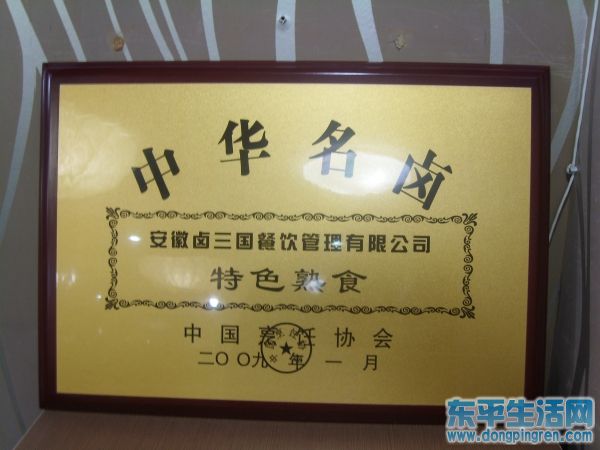 中华名卤
安徽卤三国餐饮管理有限公司
特色熟食
中国烹饪协会
二〇〇九年一月
东平生活网
www.dongpingren.com